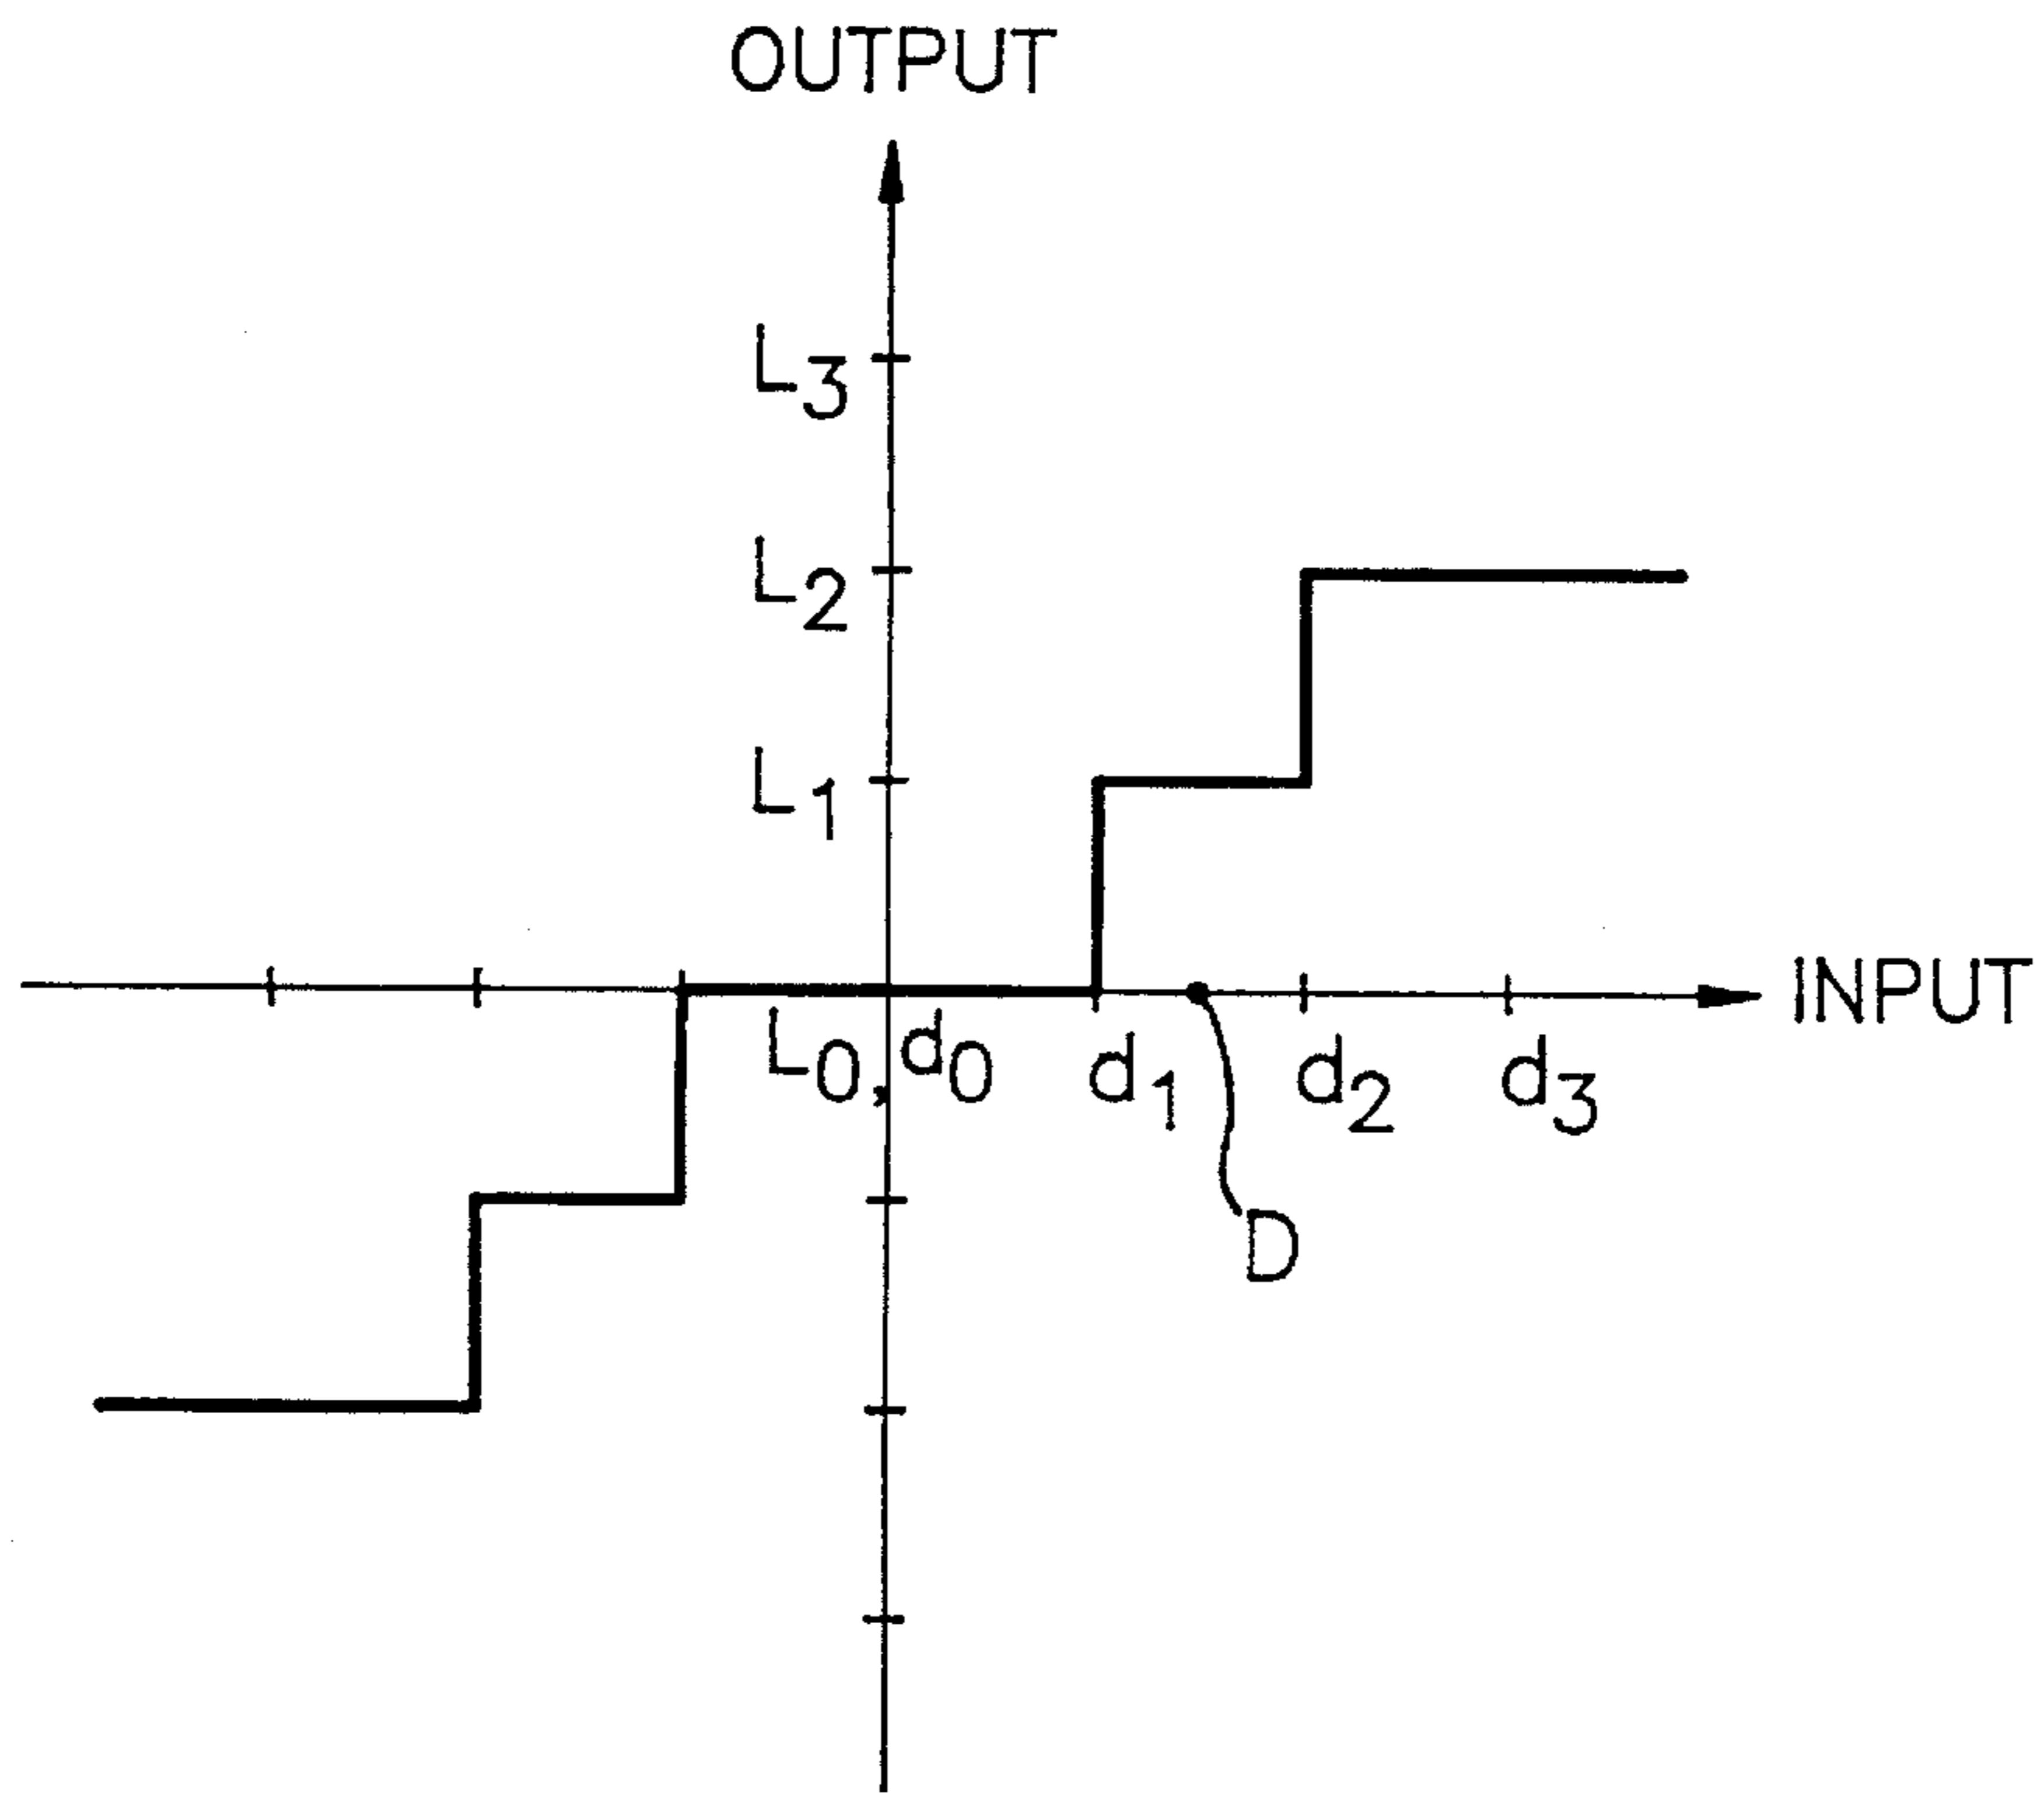 OUTPUT
L3
L2
L1
INPUT
L0, d0
d1
d2
d3
D